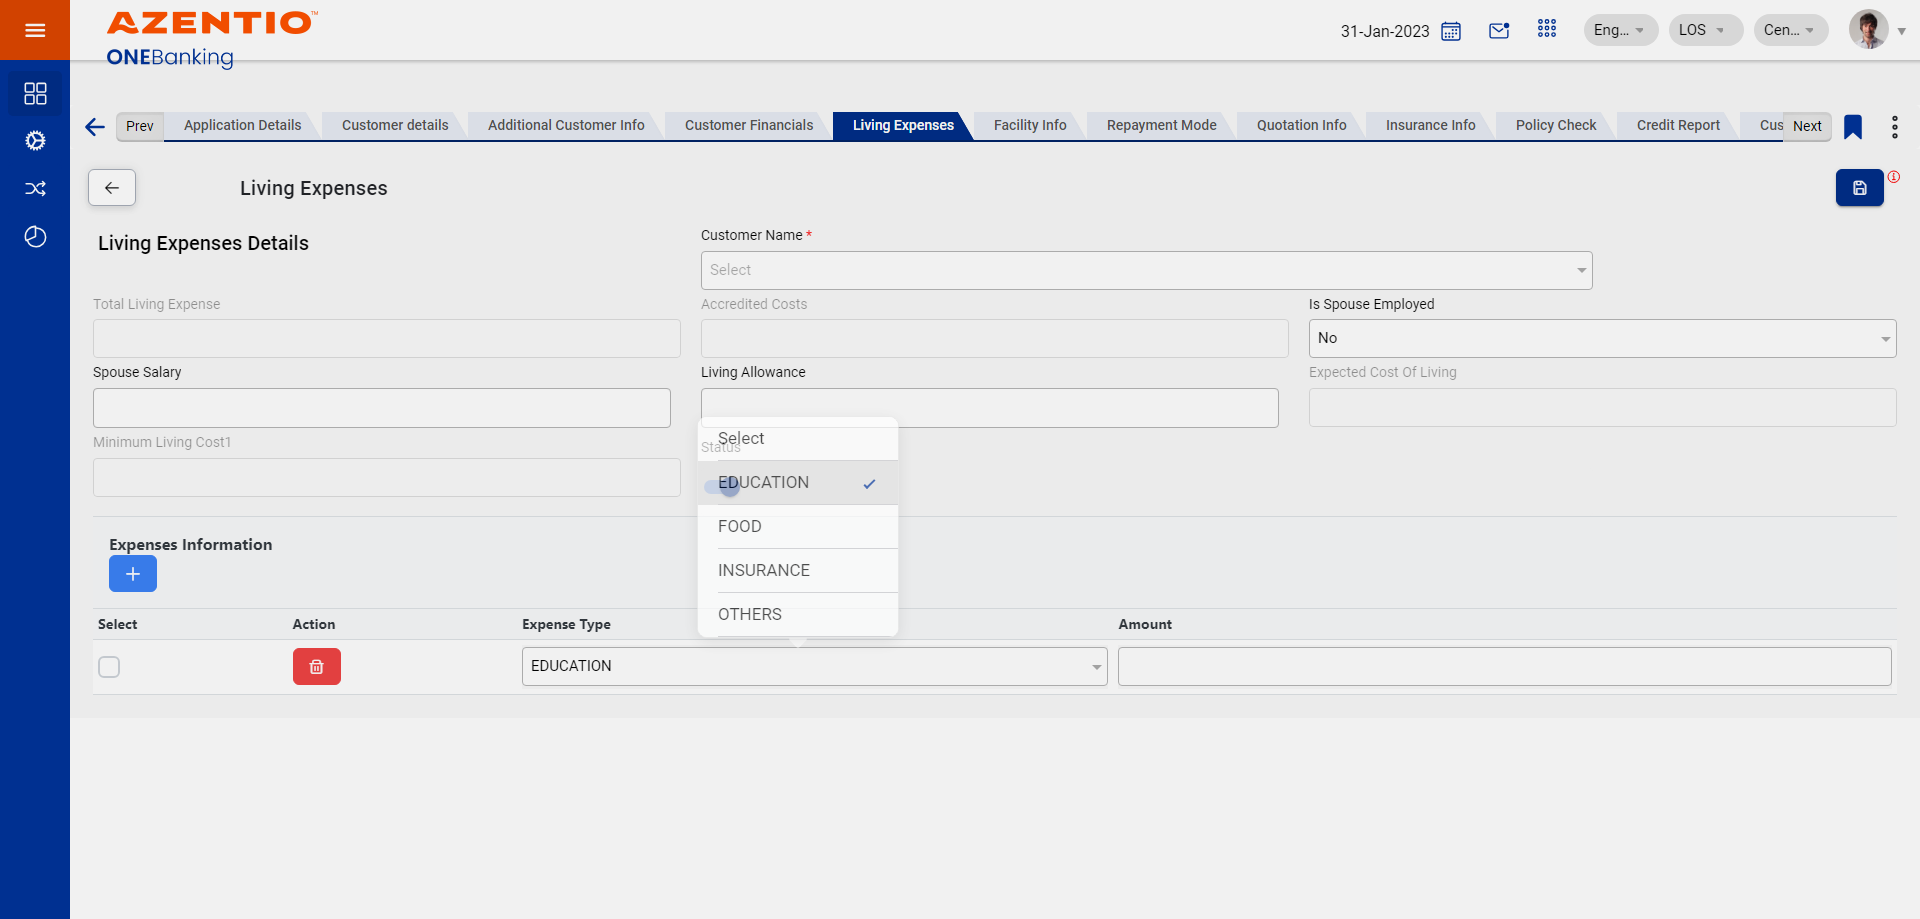 AZENTIO™
ONEBanking
31-Jan-2023
Eng...
LOS
Cen...
Prev
Application Details
Customer details
Additional Customer Info
Customer Financials
Living Expenses
Facility Info
Repayment Mode
Quotation Info
Insurance Info
Policy Check
Credit Report
Cus
Next
Living Expenses
Living Expenses Details
Customer Name *
Select
Total Living Expense
Accredited Costs
Is Spouse Employed
No
Spouse Salary
Living Allowance
Expected Cost Of Living
Minimum Living Cost1
Status
Select
EDUCATION
FOOD
INSURANCE
OTHERS
Expenses Information
Select
Action
Expense Type
Amount
EDUCATION